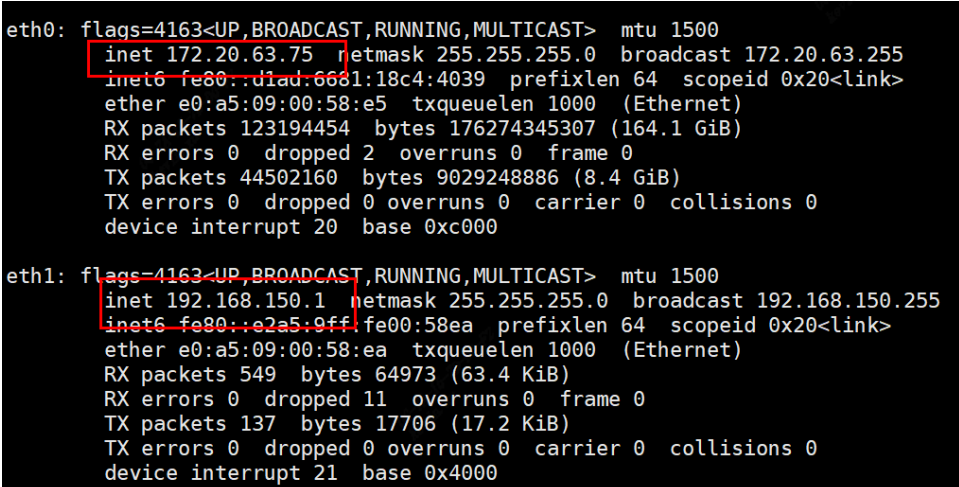 eth0: flags=4163<UP,BROADCAST,RUNNING,MULTICAST>  mtu 1500
inet 172.20.63.75  netmask 255.255.255.0  broadcast 172.20.63.255
inet6 fe80::d1ad:6681:18c4:4039  prefixlen 64  scopeid 0x20<link>
ether e0:a5:09:00:58:e5  txqueuelen 1000  (Ethernet)
RX packets 123194454  bytes 176274345307 (164.1 GiB)
RX errors 0  dropped 2  overruns 0  frame 0
TX packets 44502160  bytes 9029248886 (8.4 GiB)
TX errors 0  dropped 0 overruns 0  carrier 0  collisions 0
device interrupt 20  base 0xc000
eth1: flags=4163<UP,BROADCAST,RUNNING,MULTICAST>  mtu 1500
inet 192.168.150.1  netmask 255.255.255.0  broadcast 192.168.150.255
inet6 fe80::e2a5:9ff:fe00:58ea  prefixlen 64  scopeid 0x20<link>
ether e0:a5:09:00:58:ea  txqueuelen 1000  (Ethernet)
RX packets 549  bytes 64973 (63.4 KiB)
RX errors 0  dropped 11  overruns 0  frame 0
TX packets 137  bytes 17706 (17.2 KiB)
TX errors 0  dropped 0 overruns 0  carrier 0  collisions 0
device interrupt 21  base 0x4000